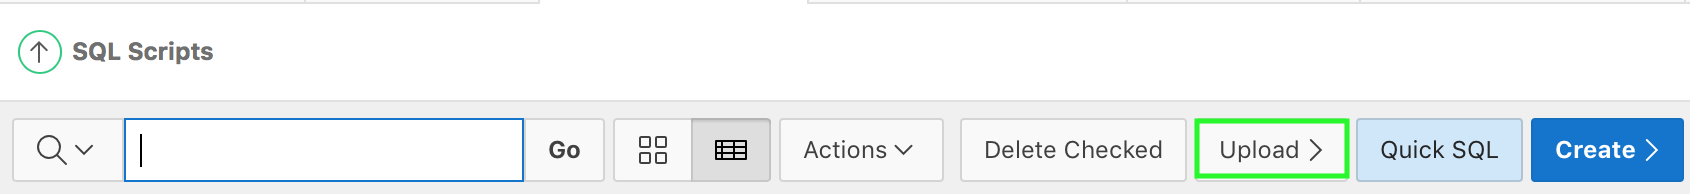 SQL Scripts
Go Actions Delete Checked Upload Quick SQL Create